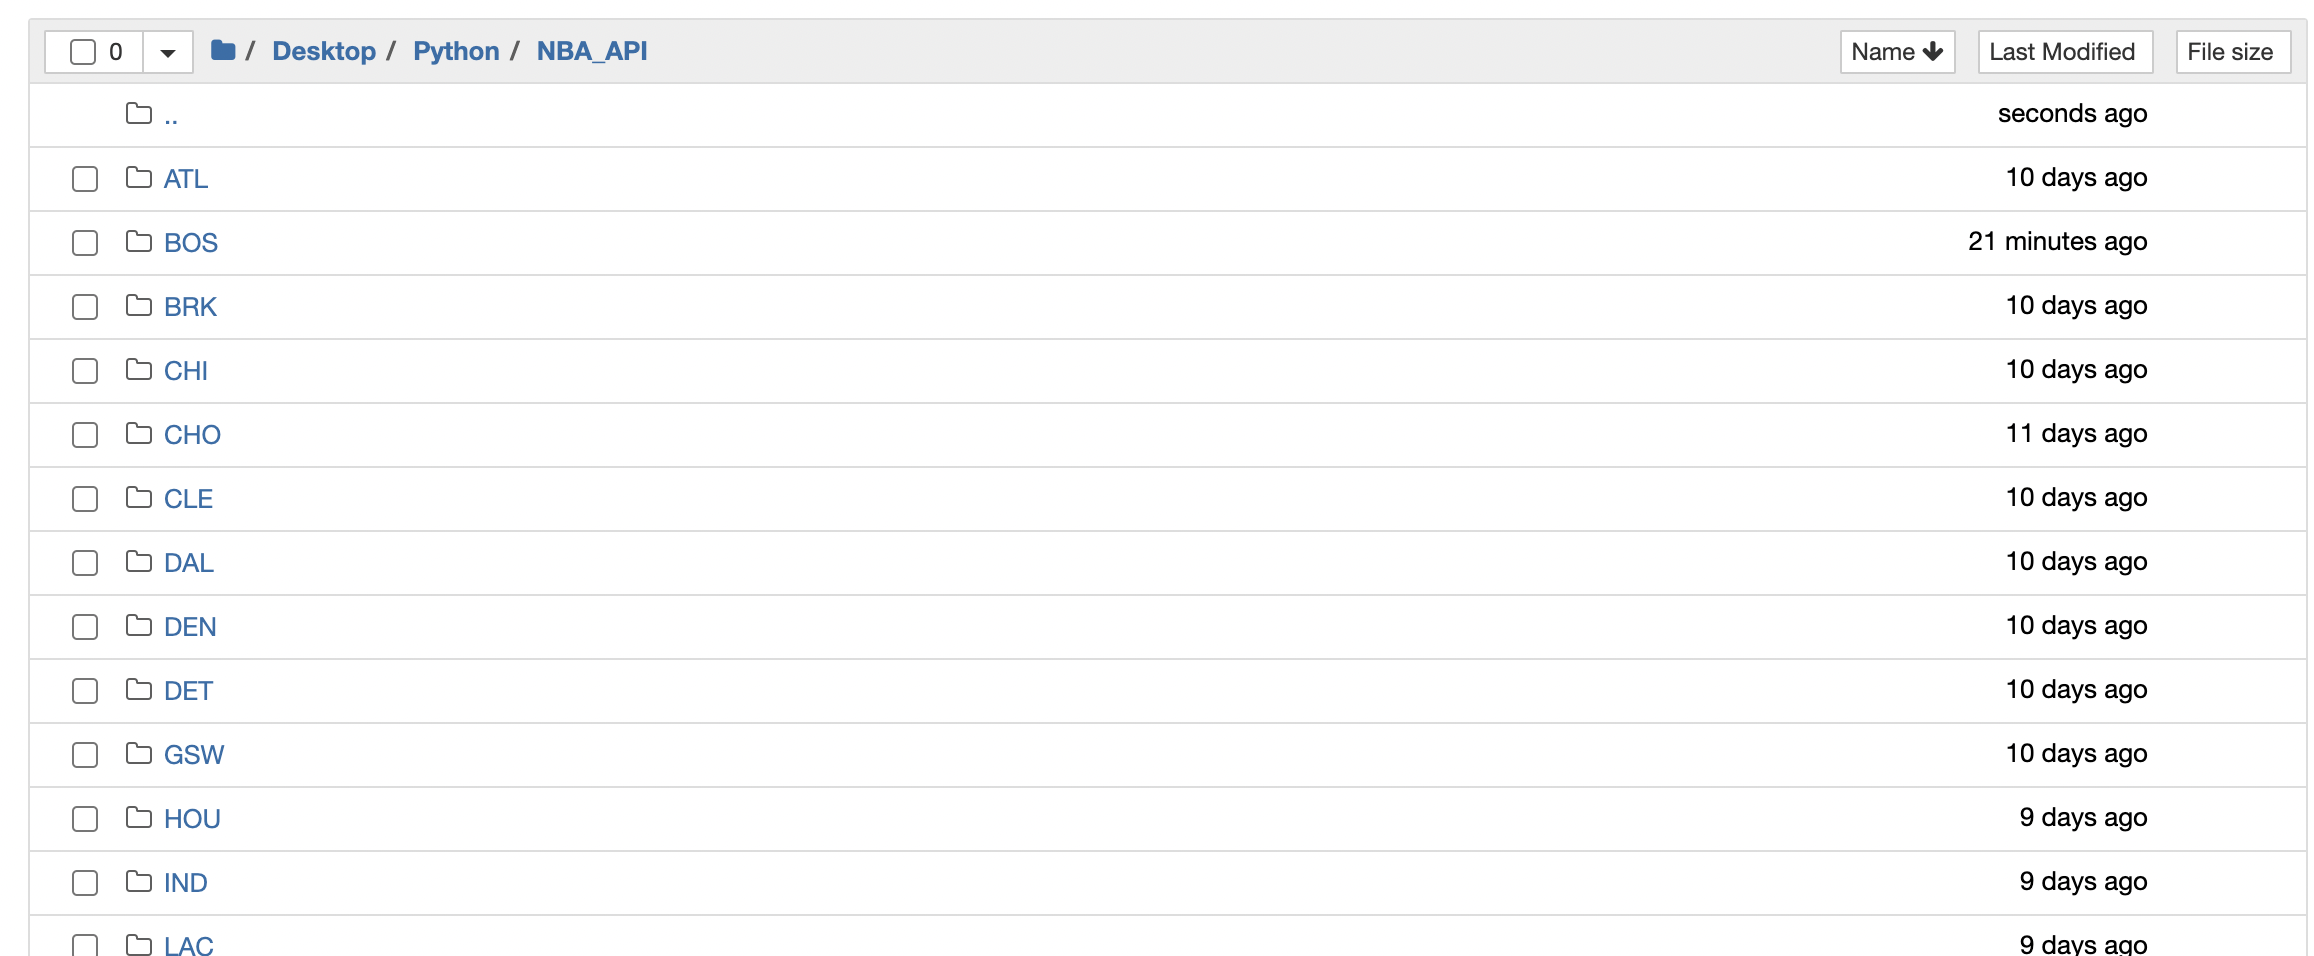 0 / Desktop / Python / NBA_API Name Last Modified File size
.. seconds ago
ATL 10 days ago
BOS 21 minutes ago
BRK 10 days ago
CHI 10 days ago
CHO 11 days ago
CLE 10 days ago
DAL 10 days ago
DEN 10 days ago
DET 10 days ago
GSW 10 days ago
HOU 9 days ago
IND 9 days ago
LAC 9 days ago